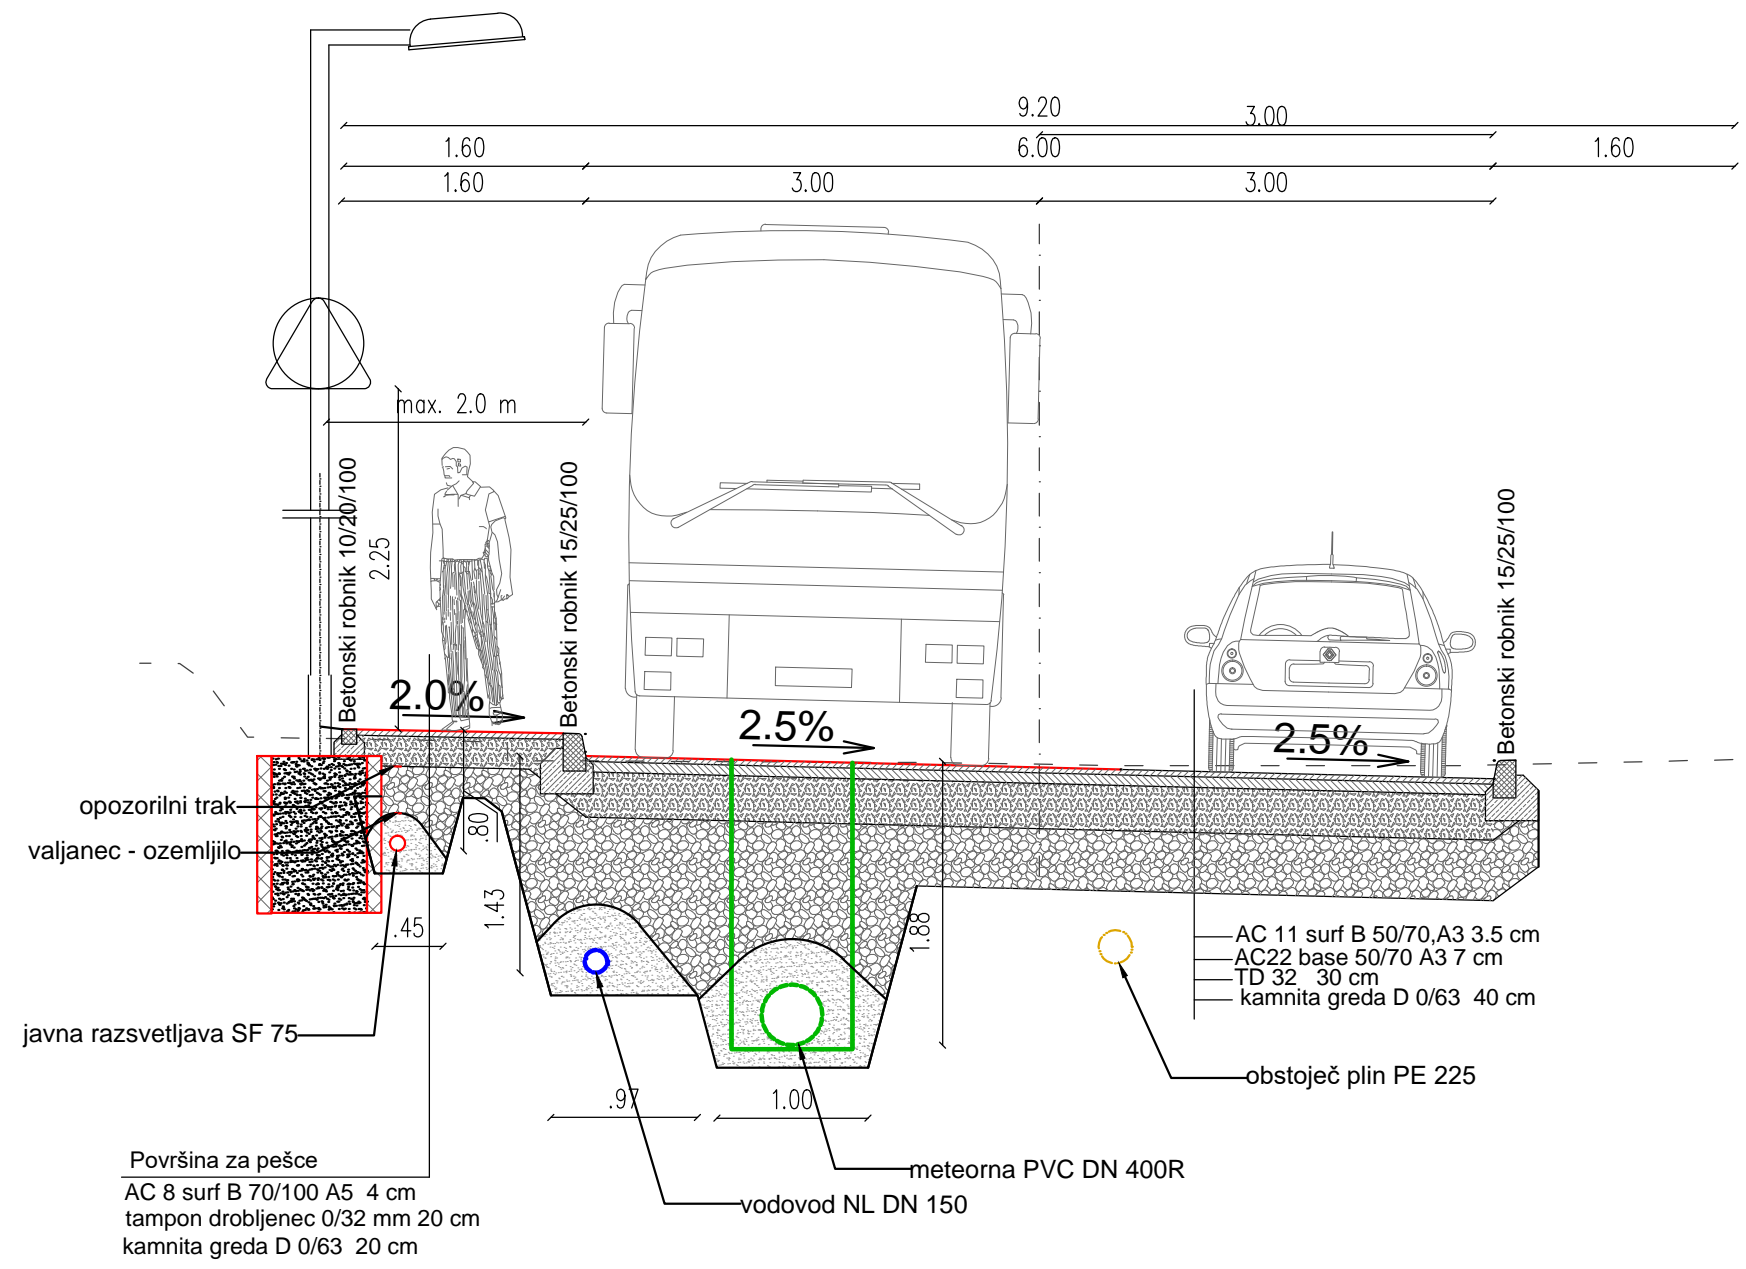 9.20
3.00
1.60
6.00
1.60
1.60
3.00
3.00
max. 2.0 m
2.25
Betonski robnik 10/20/100
Betonski robnik 15/25/100
Betonski robnik 15/25/100
2.0%
2.5%
2.5%
opozorilni trak
valjanec - ozemljilo
.80
1.43
1.88
.45
javna razsvetljava SF 75
AC 11 surf B 50/70,A3 3.5 cm
AC22 base 50/70 A3 7 cm
TD 32 30 cm
kamnita greda D 0/63 40 cm
obstoječ plin PE 225
.97
1.00
meteorna PVC DN 400R
vodovod NL DN 150
Površina za pešce
AC 8 surf B 70/100 A5 4 cm
tampon drobljenec 0/32 mm 20 cm
kamnita greda D 0/63 20 cm